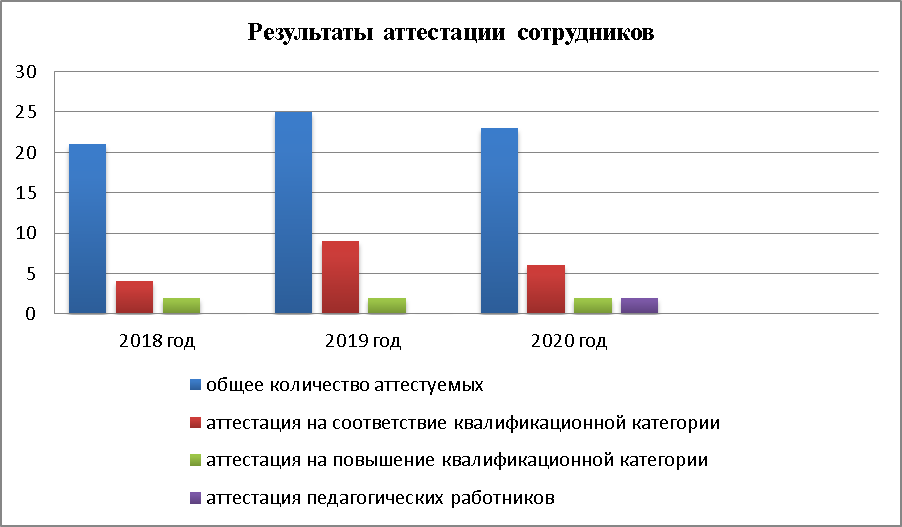 Результаты аттестации сотрудников
30
25
20
15
10
5
0
2018 год 2019 год 2020 год
общее количество аттестуемых
аттестация на соответствие квалификационной категории
аттестация на повышение квалификационной категории
аттестация педагогических работников